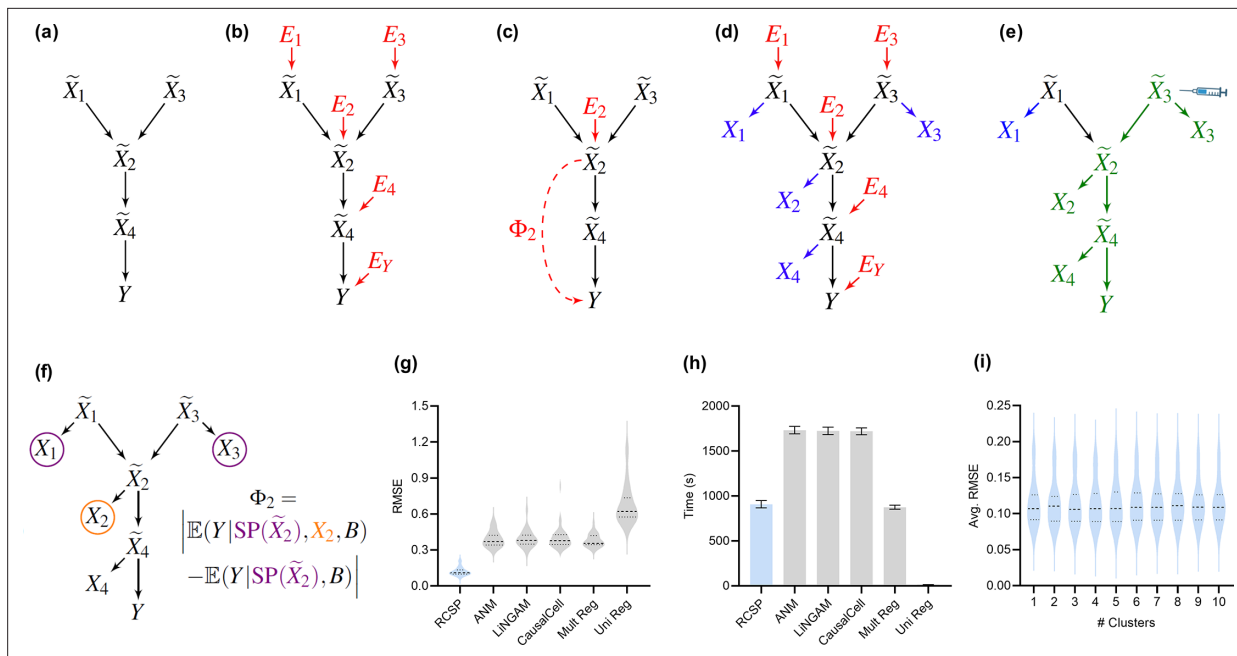 (a)
X̃1 X̃3
X̃2
X̃4
Y
(b)
E1 E3
X̃1 X̃3
E2
X̃2
E4
X̃4
EY
Y
(c)
X̃1 X̃3
E2
X̃2
Φ2
X̃4
Y
(d)
E1 E3
X̃1 X̃3
E2
X1 X3
X̃2
X2 E4
X̃4
X4 EY
Y
(e)
X̃1 X̃3
X1 X3
X̃2
X2
X̃4
X4
Y
(f)
X̃1 X̃3
X1 X3
X̃2
X2
X̃4
X4
Y
Φ2 =
|𝔼(Y|SP(X̃2), X2, B)
−𝔼(Y|SP(X̃2), B)|
(g)
RMSE
1.5
1.2
0.9
0.6
0.3
0.0
RCSP ANM LiNGAM CausalCell Mult Reg Uni Reg
(h)
Time (s)
2000
1500
1000
500
0
RCSP ANM LiNGAM CausalCell Mult Reg Uni Reg
(i)
Avg. RMSE
0.25
0.20
0.15
0.10
0.05
0.00
1 2 3 4 5 6 7 8 9 10
# Clusters